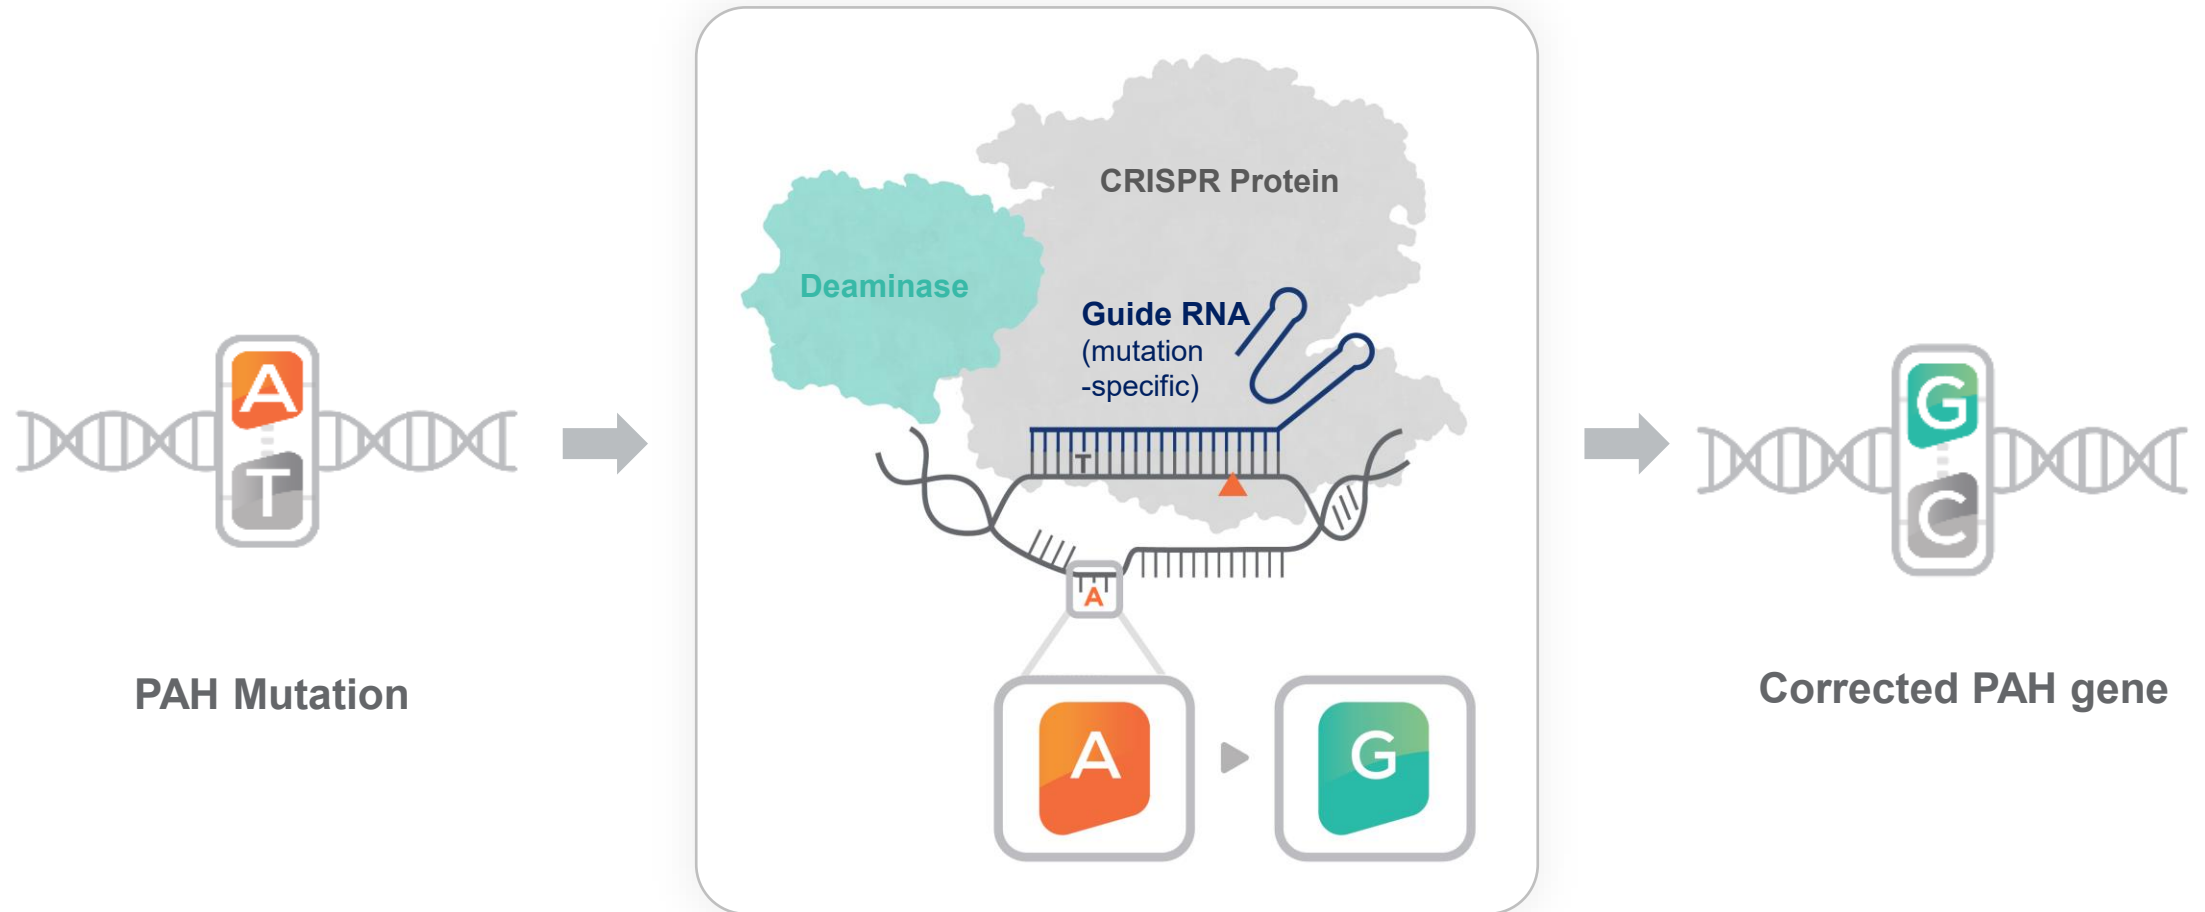 A
T
PAH Mutation
CRISPR Protein
Deaminase
Guide RNA
(mutation
-specific)
T
A
A
G
G
C
Corrected PAH gene